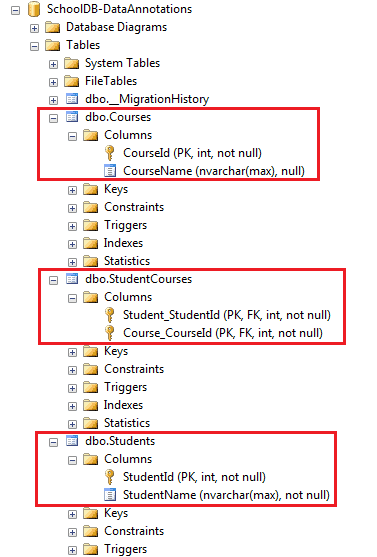 SchoolDB-DataAnnotations
Database Diagrams
Tables
System Tables
FileTables
dbo.__MigrationHistory
dbo.Courses
Columns
CourseId (PK, int, not null)
CourseName (nvarchar(max), null)
Keys
Constraints
Triggers
Indexes
Statistics
dbo.StudentCourses
Columns
Student_StudentId (PK, FK, int, not null)
Course_CourseId (PK, FK, int, not null)
Keys
Constraints
Triggers
Indexes
Statistics
dbo.Students
Columns
StudentId (PK, int, not null)
StudentName (nvarchar(max), not null)
Keys
Constraints
Triggers